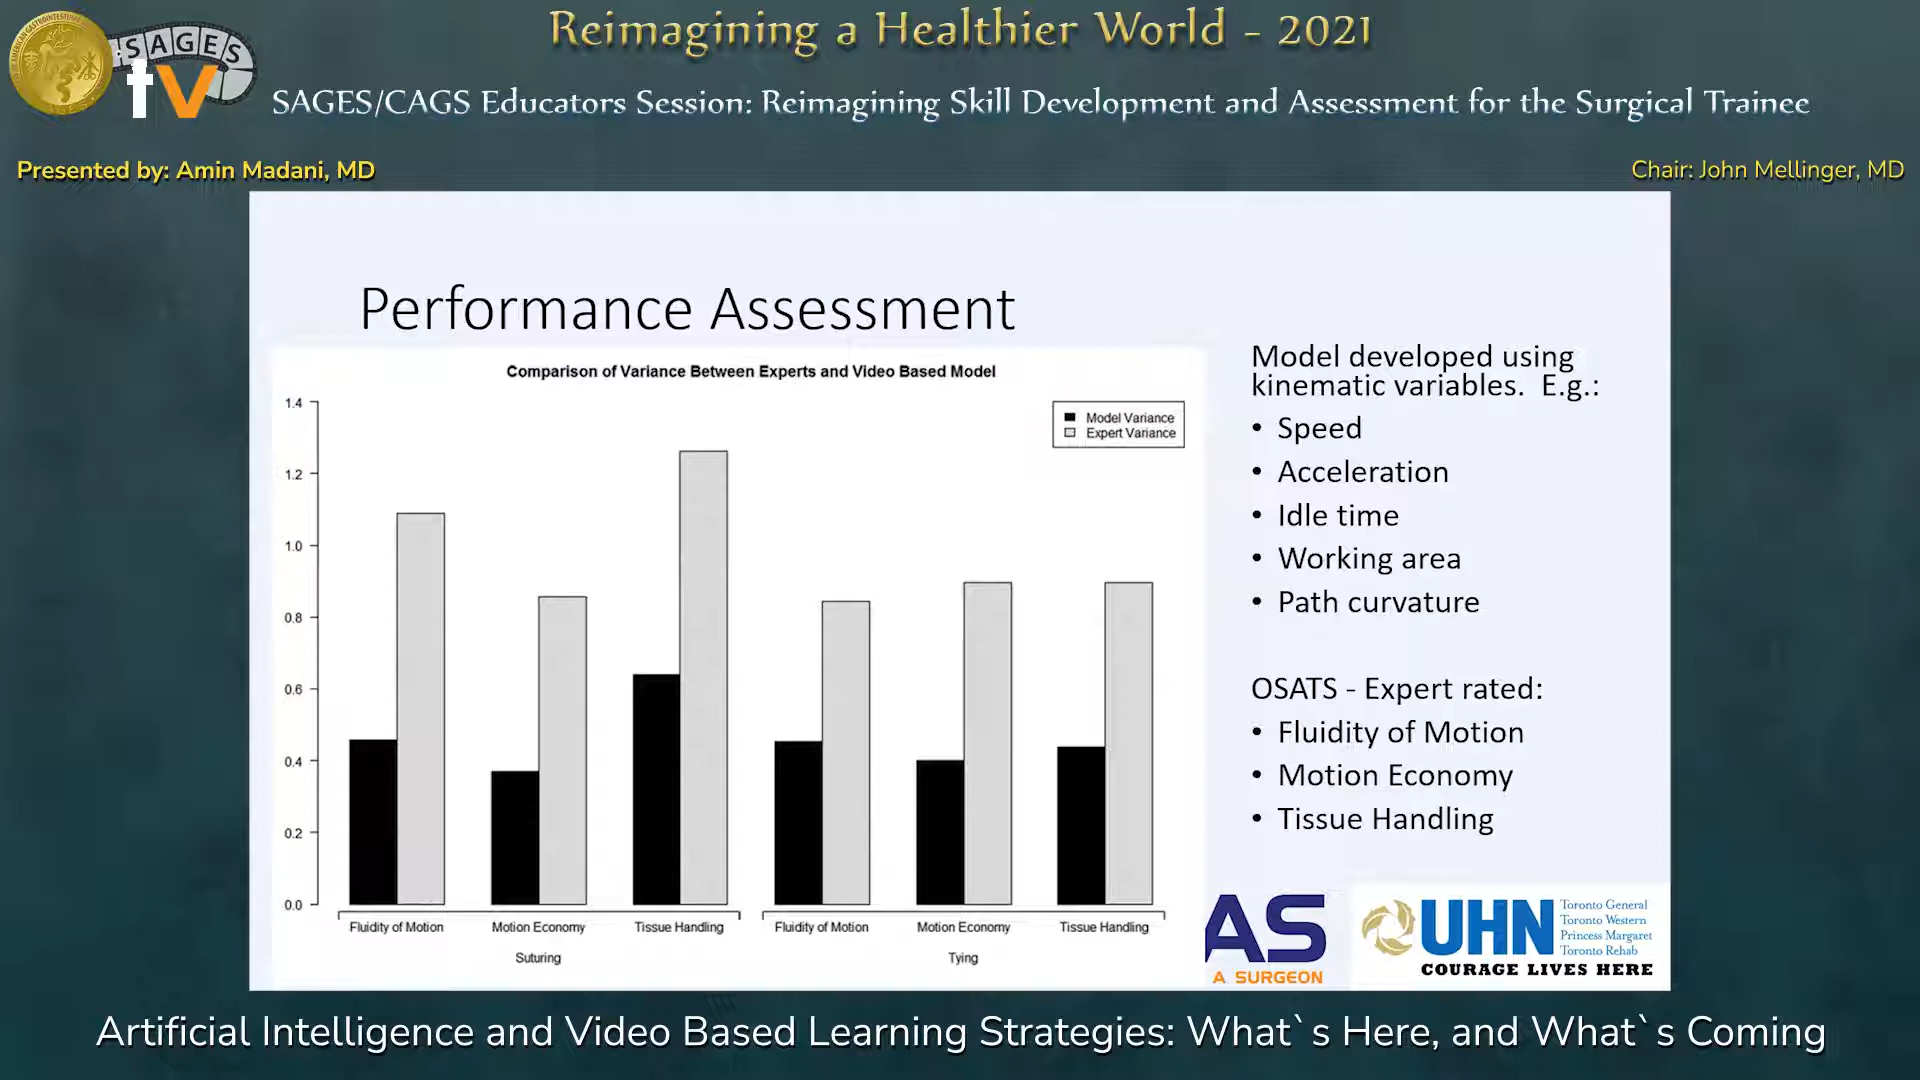 Reimagining a Healthier World - 2021
SAGES
tv
SAGES/CAGS Educators Session: Reimagining Skill Development and Assessment for the Surgical Trainee
Presented by: Amin Madani, MD
Chair: John Mellinger, MD
Performance Assessment
Comparison of Variance Between Experts and Video Based Model
1.4
1.2
1.0
0.8
0.6
0.4
0.2
0.0
Model Variance
Expert Variance
Fluidity of Motion
Motion Economy
Tissue Handling
Fluidity of Motion
Motion Economy
Tissue Handling
Suturing
Tying
Model developed using
kinematic variables. E.g.:
• Speed
• Acceleration
• Idle time
• Working area
• Path curvature
OSATS - Expert rated:
• Fluidity of Motion
• Motion Economy
• Tissue Handling
AS
A SURGEON
UHN
Toronto General
Toronto Western
Princess Margaret
Toronto Rehab
COURAGE LIVES HERE
Artificial Intelligence and Video Based Learning Strategies: What`s Here, and What`s Coming